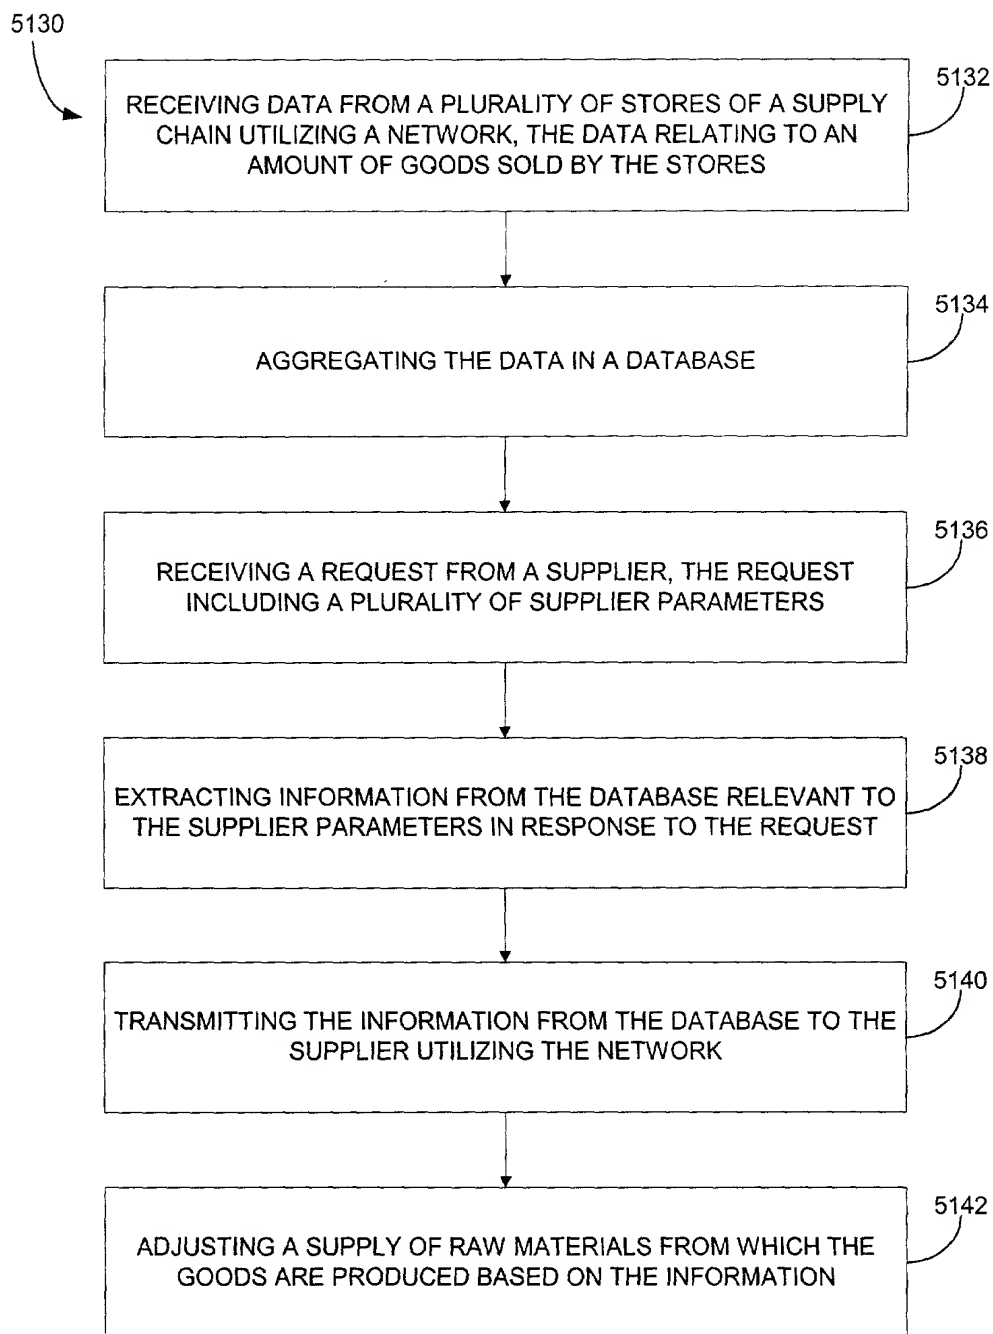 5130
5132
RECEIVING DATA FROM A PLURALITY OF STORES OF A SUPPLY
CHAIN UTILIZING A NETWORK, THE DATA RELATING TO AN
AMOUNT OF GOODS SOLD BY THE STORES
5134
AGGREGATING THE DATA IN A DATABASE
5136
RECEIVING A REQUEST FROM A SUPPLIER, THE REQUEST
INCLUDING A PLURALITY OF SUPPLIER PARAMETERS
5138
EXTRACTING INFORMATION FROM THE DATABASE RELEVANT TO
THE SUPPLIER PARAMETERS IN RESPONSE TO THE REQUEST
5140
TRANSMITTING THE INFORMATION FROM THE DATABASE TO THE
SUPPLIER UTILIZING THE NETWORK
5142
ADJUSTING A SUPPLY OF RAW MATERIALS FROM WHICH THE
GOODS ARE PRODUCED BASED ON THE INFORMATION